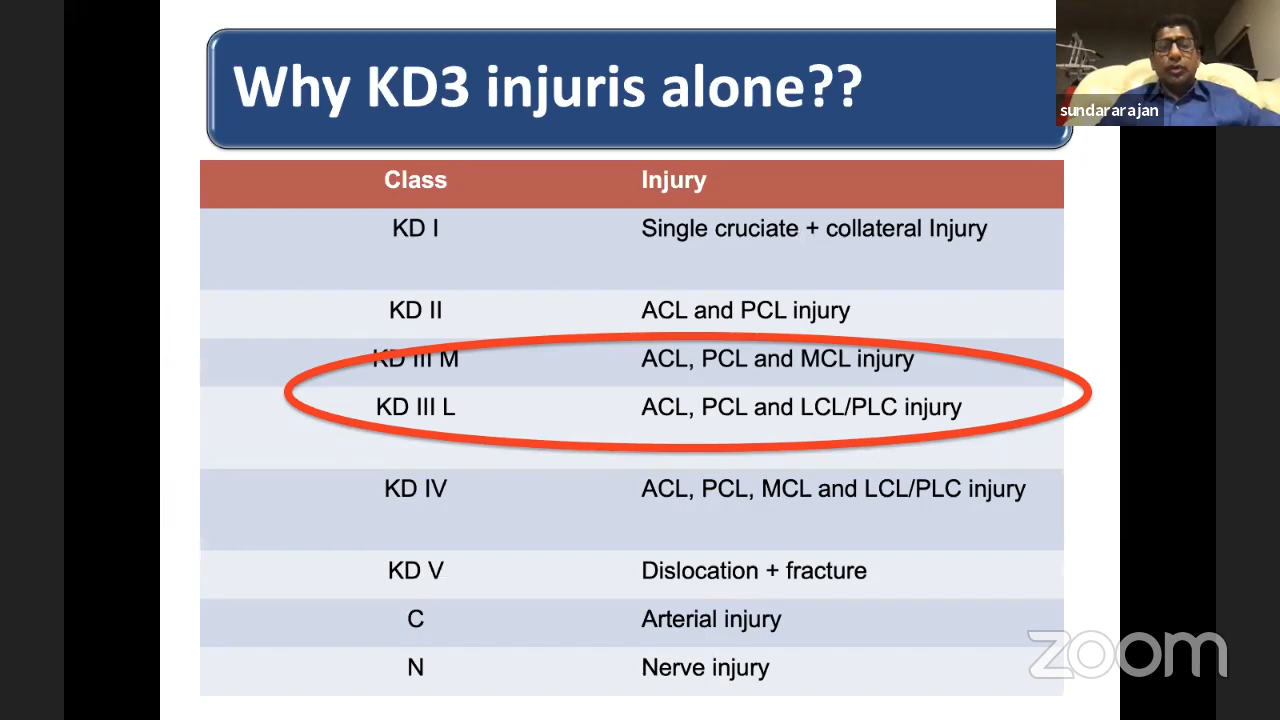 Why KD3 injuris alone??
sundararajan
Class Injury
KD I Single cruciate + collateral Injury
KD II ACL and PCL injury
KD III M ACL, PCL and MCL injury
KD III L ACL, PCL and LCL/PLC injury
KD IV ACL, PCL, MCL and LCL/PLC injury
KD V Dislocation + fracture
C Arterial injury
N Nerve injury
zoom